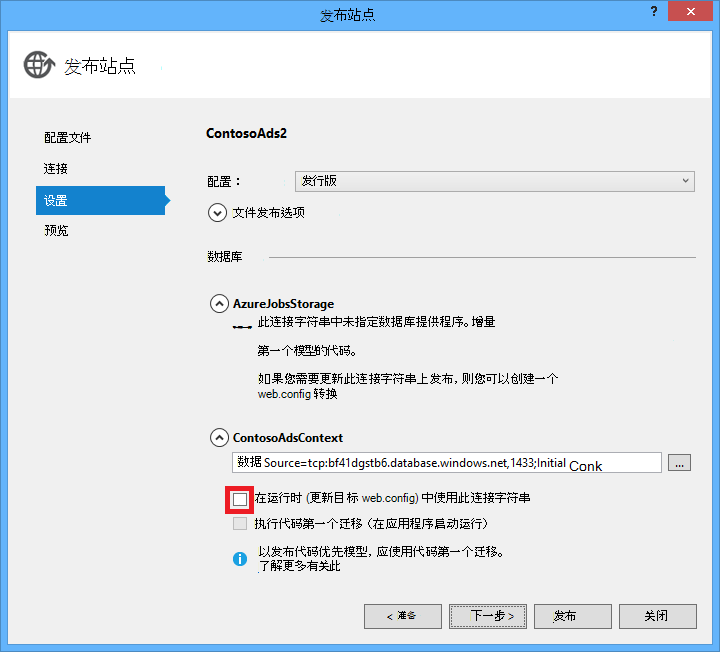 发布站点
?
发布站点
配置文件
连接
设置
预览
ContosoAds2
配置：
发行版
文件发布选项
数据库
AzureJobsStorage
此连接字符串中未指定数据库提供程序。增量
第一个模型的代码。
如果您需要更新此连接字符串上发布, 则您可以创建一个
web.config 转换
ContosoAdsContext
数据 Source=tcp:bf41dgstb6.database.windows.net,1433;Initial Conk
...
在运行时 (更新目标 web.config) 中使用此连接字符串
执行代码第一个迁移（在应用程序启动运行）
以发布代码优先模型, 应使用代码第一个迁移。
了解更多有关此
< 准备
下一步 >
发布
关闭